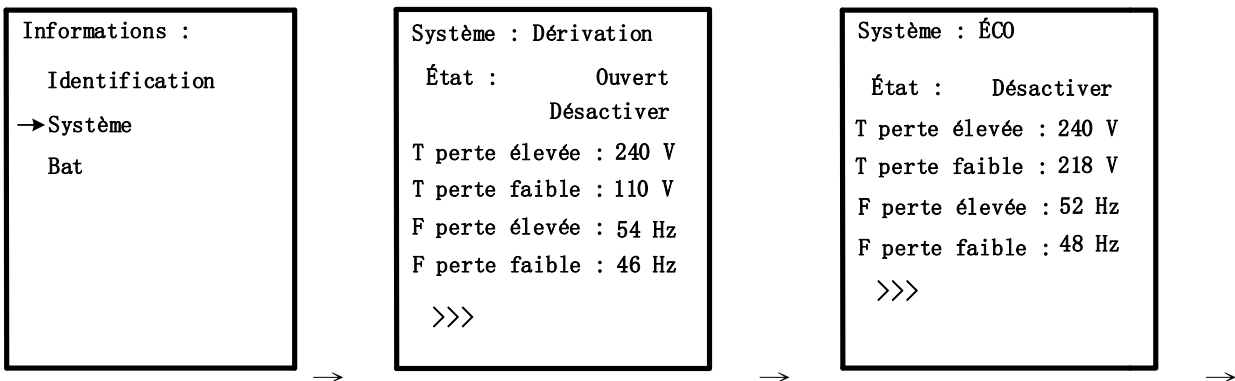 Informations :
Identification
→Système
Bat
→
Système : Dérivation
État : Ouvert
Désactiver
T perte élevée : 240 V
T perte faible : 110 V
F perte élevée : 54 Hz
F perte faible : 46 Hz
>>>
→
Système : ÉCO
État : Désactiver
T perte élevée : 240 V
T perte faible : 218 V
F perte élevée : 52 Hz
F perte faible : 48 Hz
>>>
→